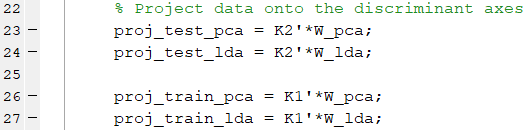 22 % Project data onto the discriminant axes
23 – proj_test_pca = K2'*W_pca;
24 – proj_test_lda = K2'*W_lda;
25
26 – proj_train_pca = K1'*W_pca;
27 – proj_train_lda = K1'*W_lda;